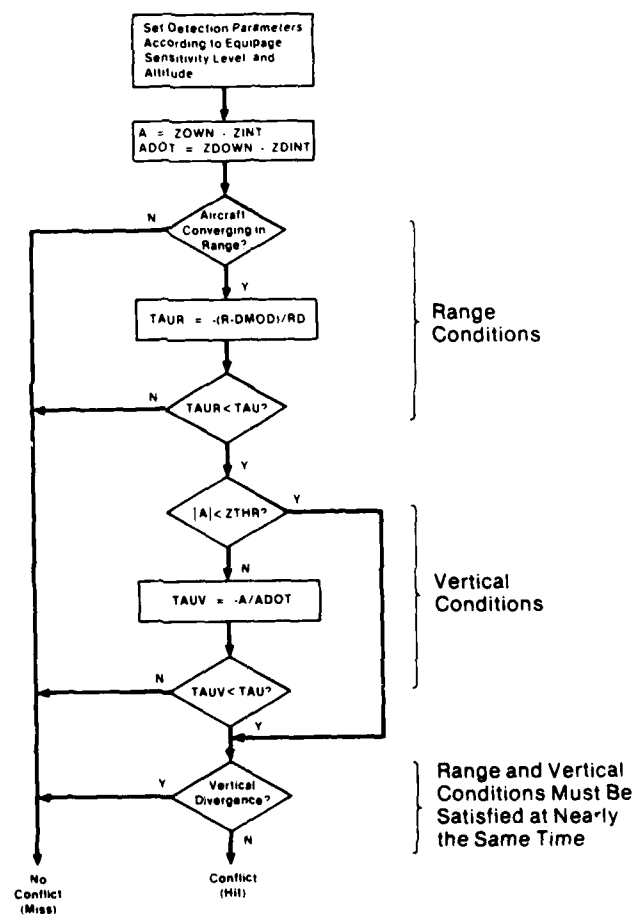 Set Detection Parameters
According to Equipage
Sensitivity Level and
Altitude
A = ZOWN - ZINT
ADOT = ZDOWN - ZDINT
N
Aircraft
Converging in
Range?
Y
TAUR = -(R-DMOD)/RD
Range
Conditions
N
TAUR < TAU?
Y
|A| < ZTHR?
Y
N
TAUV = -A/ADOT
Vertical
Conditions
N
TAUV < TAU?
Y
Y
Vertical
Divergence?
N
Range and Vertical
Conditions Must Be
Satisfied at Nearly
the Same Time
No
Conflict
(Miss)
Conflict
(Hit)